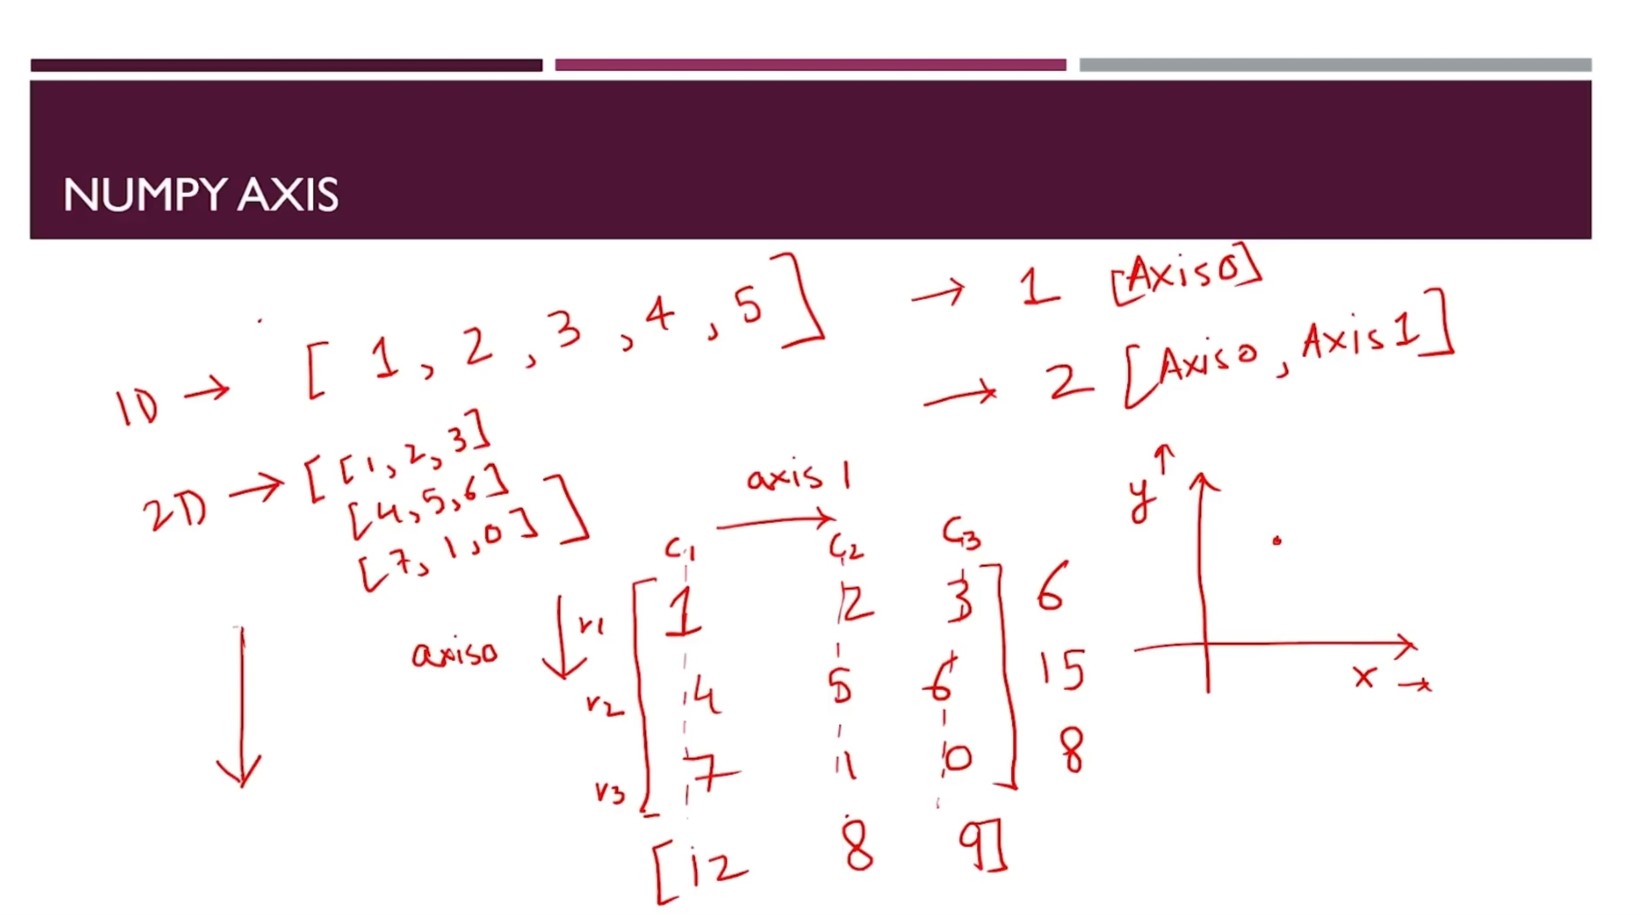 NUMPY AXIS
1D → [ 1, 2, 3, 4, 5 ] → 1 [Axis0]
→ 2 [Axis0, Axis1]
2D → [ [1, 2, 3]
[4, 5, 6]
[7, 1, 0] ]
axis 1
y ↑
C1 C2 C3
r1 [ 1 2 3 ] 6
axis0
r2 4 5 6 15
x →
r3 7 1 0 8
[12 8 9]